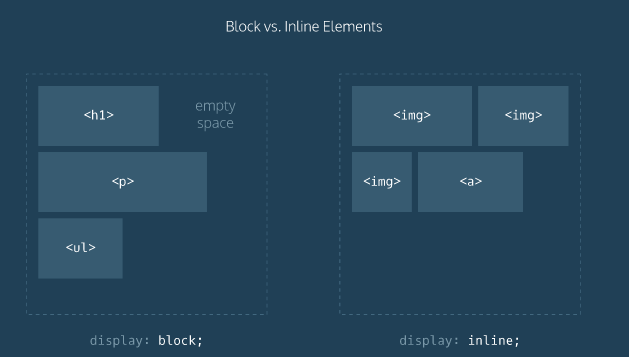 Block vs. Inline Elements
<h1>
empty
space
<p>
<ul>
display: block;
<img> <img>
<img> <a>
display: inline;